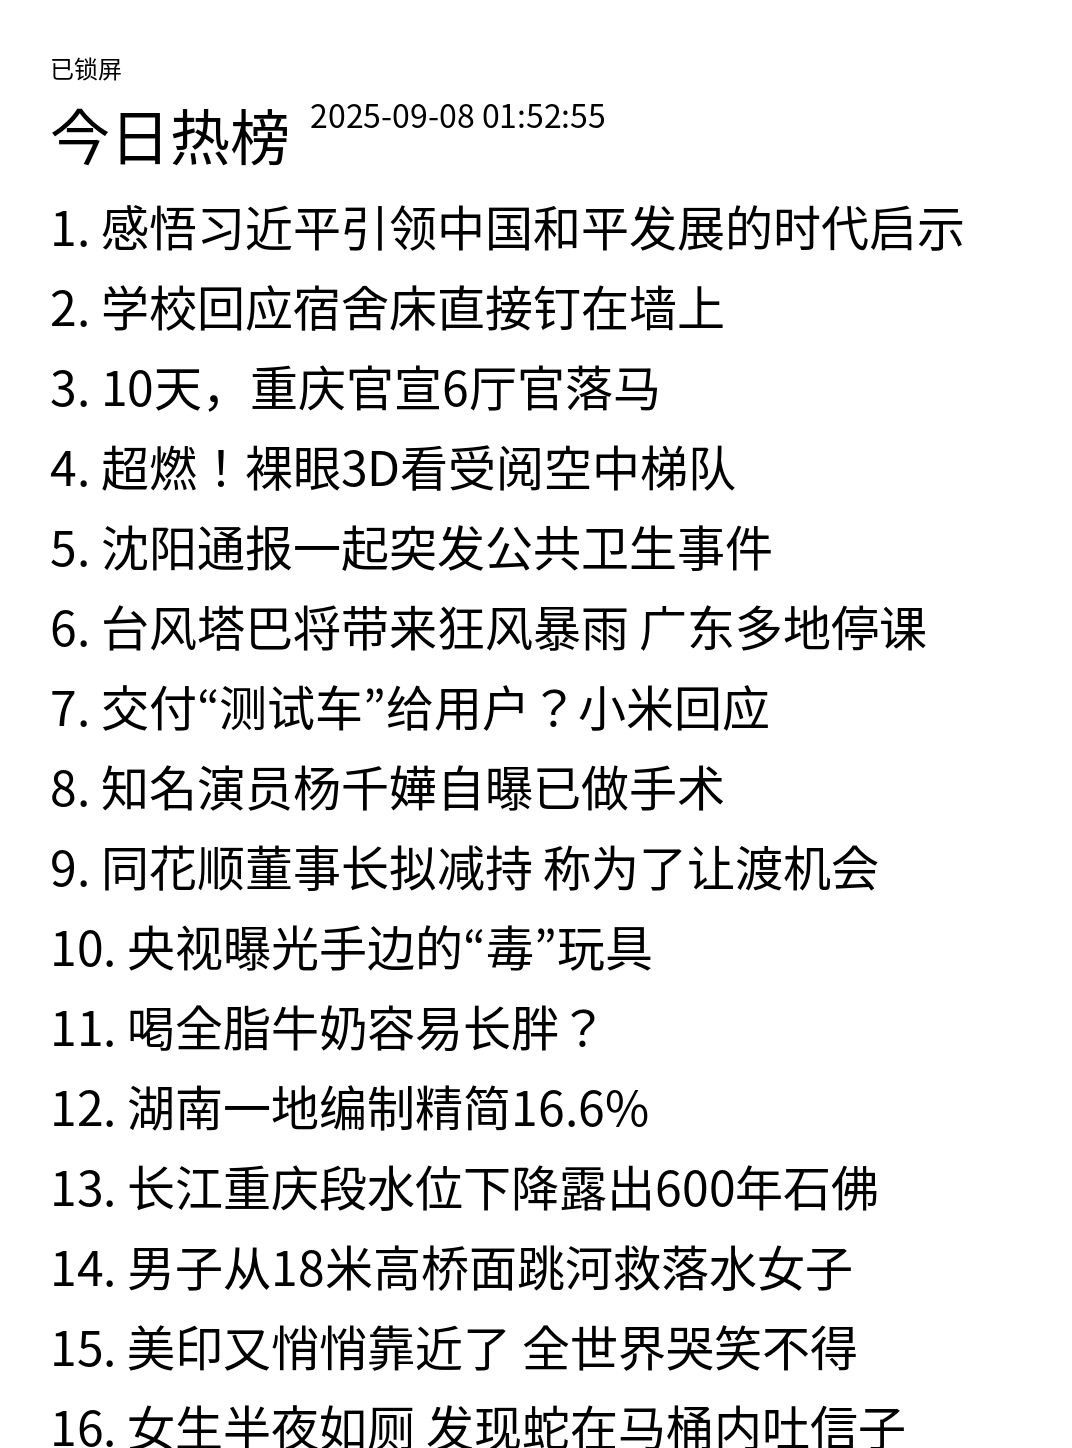 已锁屏
今日热榜 2025-09-08 01:52:55
1. 感悟习近平引领中国和平发展的时代启示
2. 学校回应宿舍床直接钉在墙上
3. 10天，重庆官宣6厅官落马
4. 超燃！裸眼3D看受阅空中梯队
5. 沈阳通报一起突发公共卫生事件
6. 台风塔巴将带来狂风暴雨 广东多地停课
7. 交付“测试车”给用户？小米回应
8. 知名演员杨千嬅自曝已做手术
9. 同花顺董事长拟减持 称为了让渡机会
10. 央视曝光手边的“毒”玩具
11. 喝全脂牛奶容易长胖？
12. 湖南一地编制精简16.6%
13. 长江重庆段水位下降露出600年石佛
14. 男子从18米高桥面跳河救落水女子
15. 美印又悄悄靠近了 全世界哭笑不得
16. 女生半夜如厕 发现蛇在马桶内吐信子